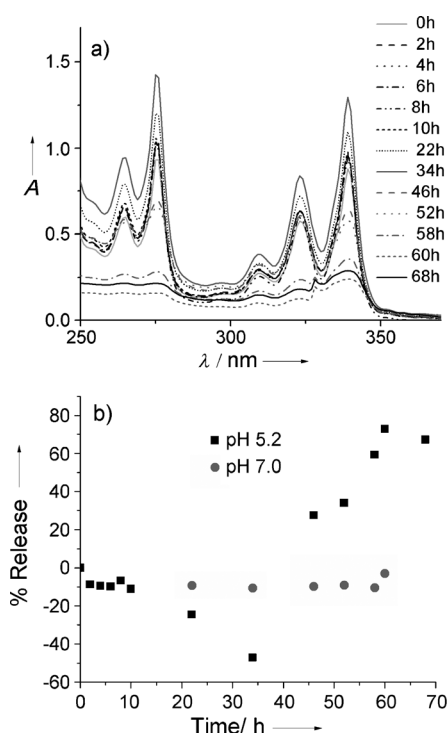 a)
A
1.5
1.0
0.5
0.0
250
300
350
λ / nm
0h
2h
4h
6h
8h
10h
22h
34h
46h
52h
58h
60h
68h
b)
pH 5.2
pH 7.0
% Release
80
60
40
20
0
-20
-40
-60
0
10
20
30
40
50
60
70
Time/ h